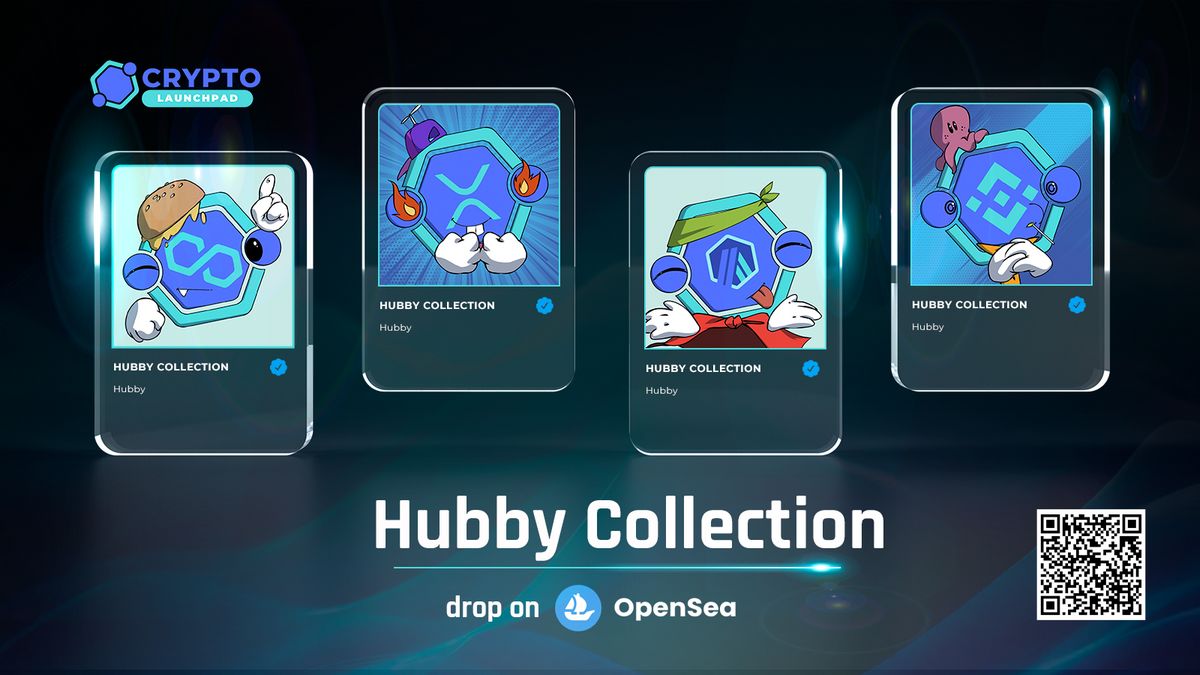 CRYPTO
LAUNCHPAD
HUBBY COLLECTION
Hubby
HUBBY COLLECTION
Hubby
HUBBY COLLECTION
Hubby
HUBBY COLLECTION
Hubby
Hubby Collection
drop on OpenSea